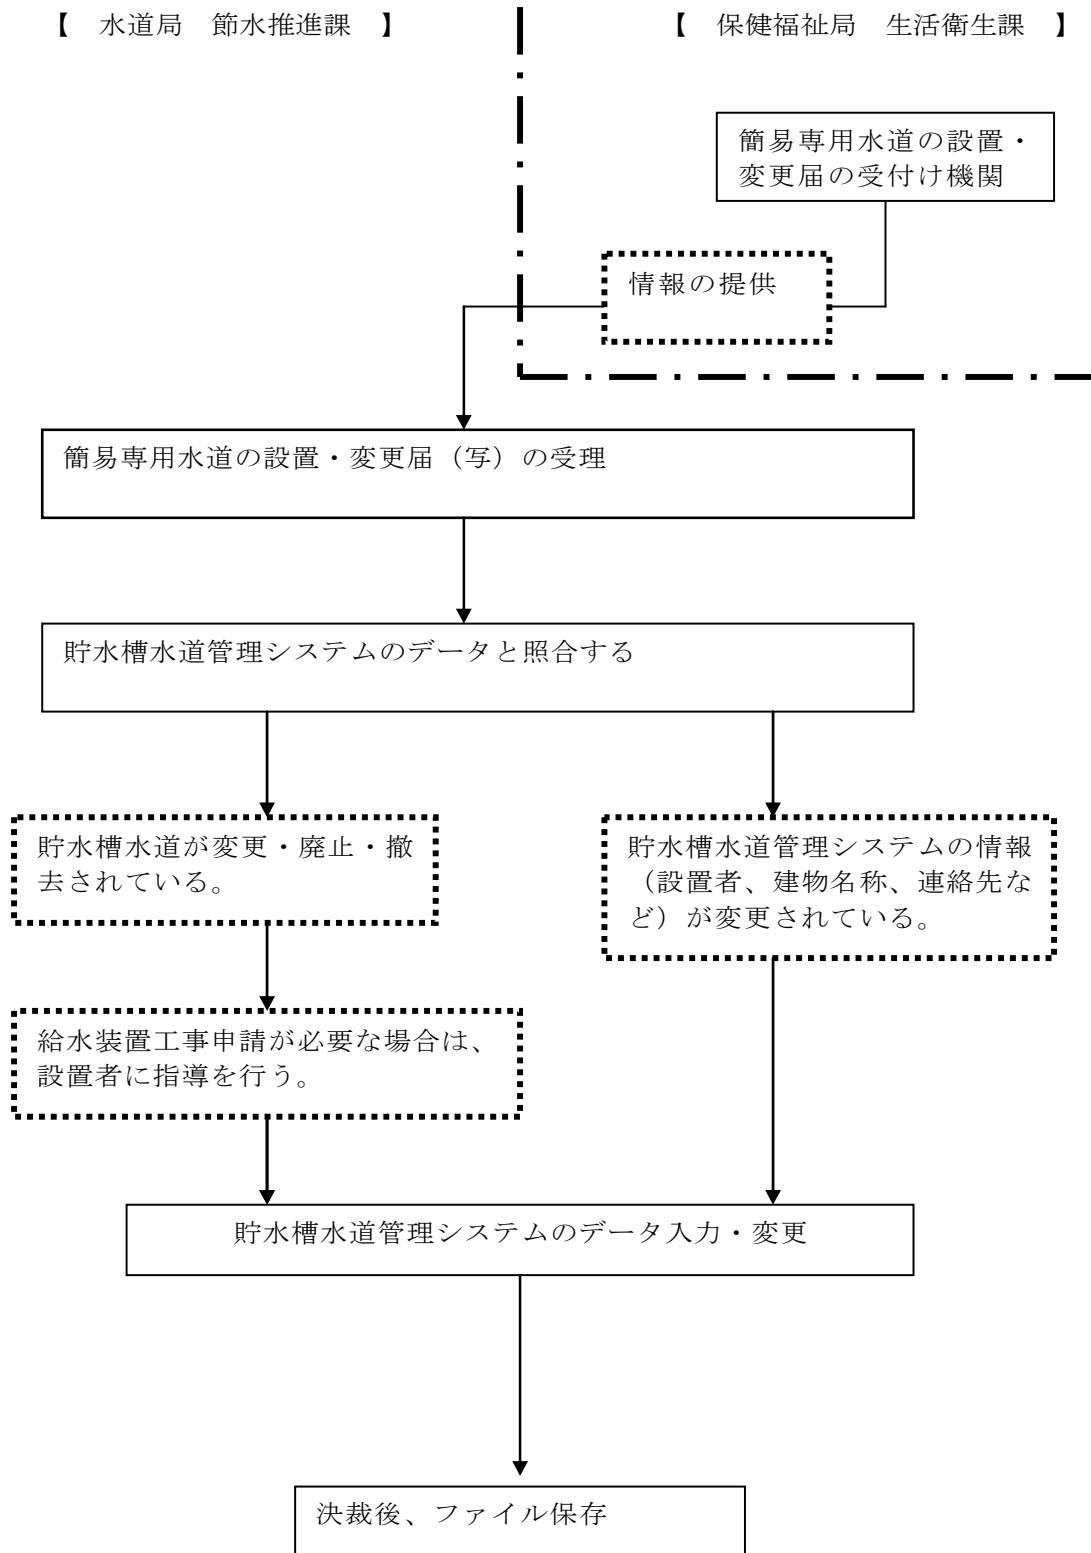 【　水道局　節水推進課　】
【　保健福祉局　生活衛生課　】
簡易専用水道の設置・
変更届の受付け機関
情報の提供
簡易専用水道の設置・変更届（写）の受理
貯水槽水道管理システムのデータと照合する
貯水槽水道が変更・廃止・撤
去されている。
貯水槽水道管理システムの情報
（設置者、建物名称、連絡先な
ど）が変更されている。
給水装置工事申請が必要な場合は、
設置者に指導を行う。
貯水槽水道管理システムのデータ入力・変更
決裁後、ファイル保存